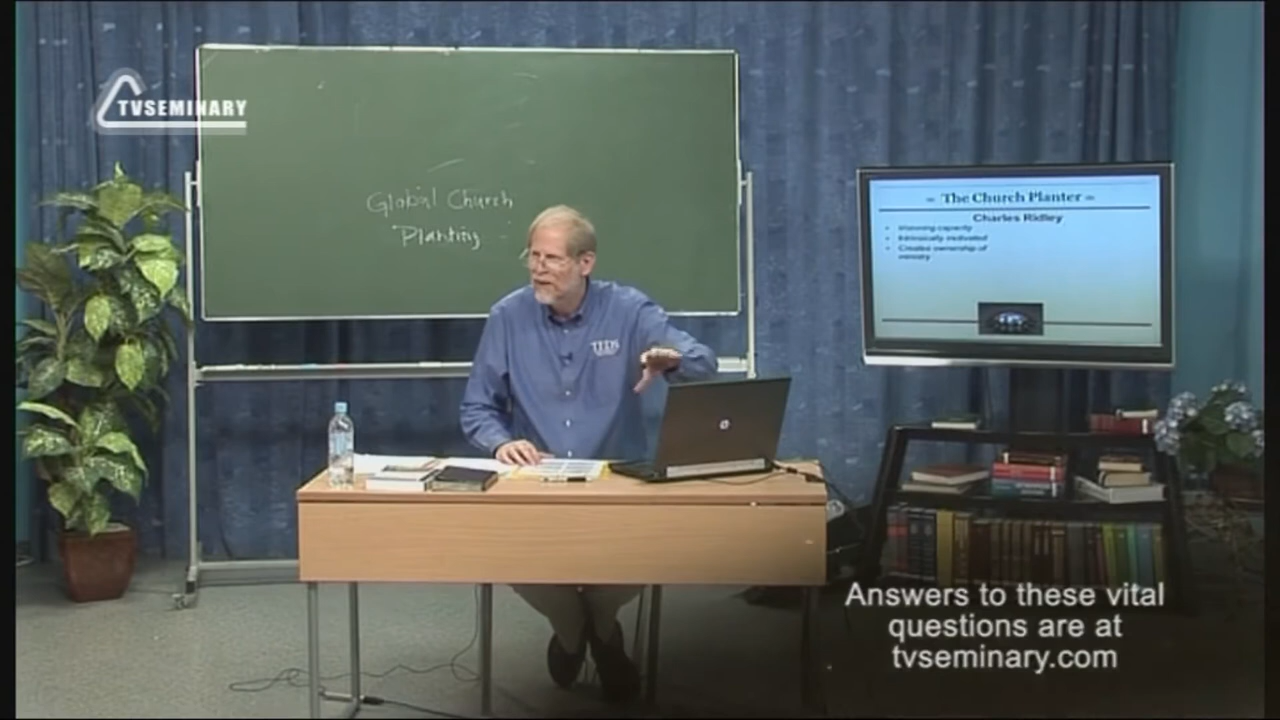 TVSEMINARY
Global Church
Planting
The Church Planter
Charles Ridley
Visioning capacity
Intrinsically motivated
Creates ownership of
ministry
TEDS
Answers to these vital
questions are at
tvseminary.com